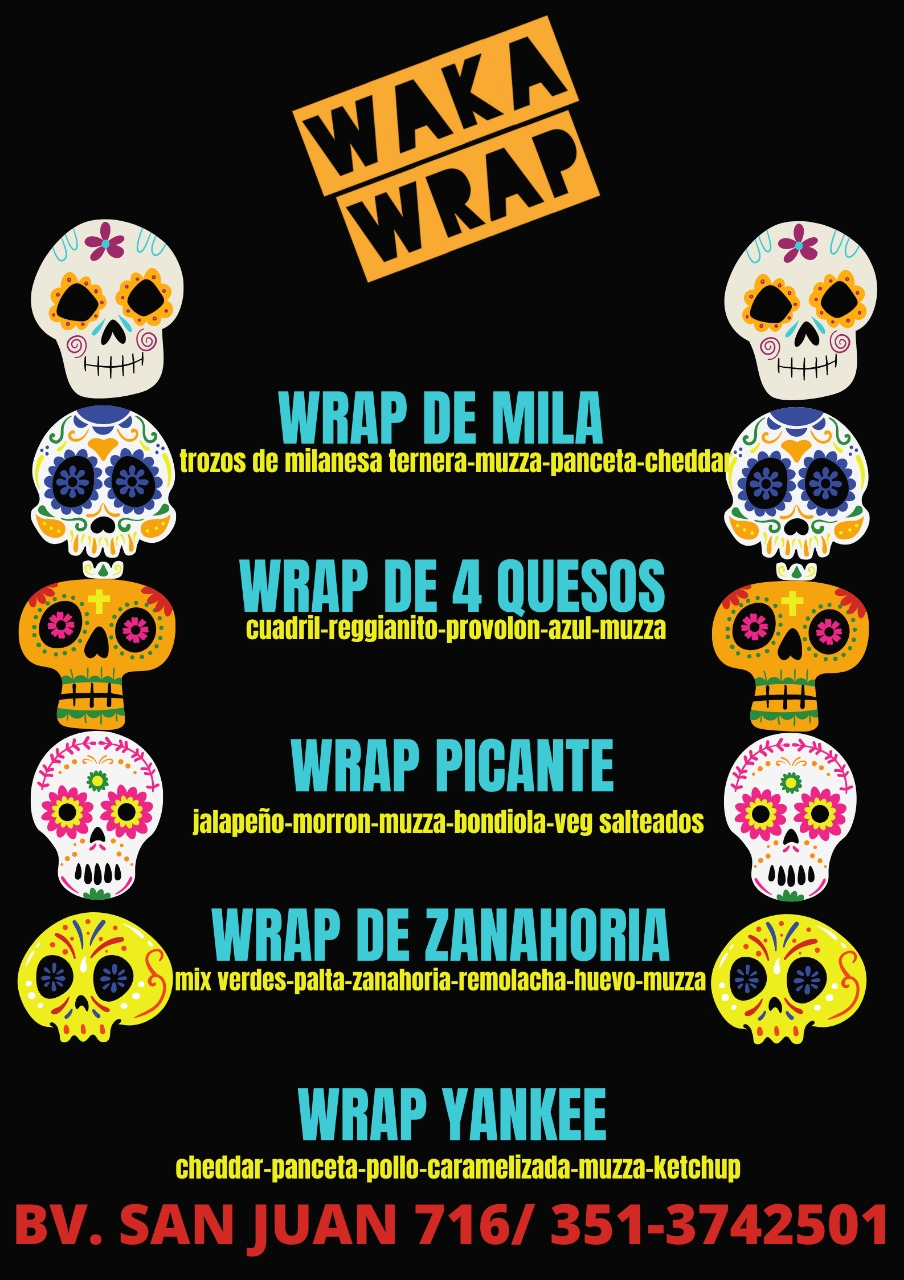 WAKA
WRAP
WRAP DE MILA
trozos de milanesa ternera-muzza-panceta-cheddar
WRAP DE 4 QUESOS
cuadril-reggianito-provolon-azul-muzza
WRAP PICANTE
jalapeño-morron-muzza-bondiola-veg salteados
WRAP DE ZANAHORIA
mix verdes-palta-zanahoria-remolacha-huevo-muzza
WRAP YANKEE
cheddar-panceta-pollo-caramelizada-muzza-ketchup
BV. SAN JUAN 716/ 351-3742501